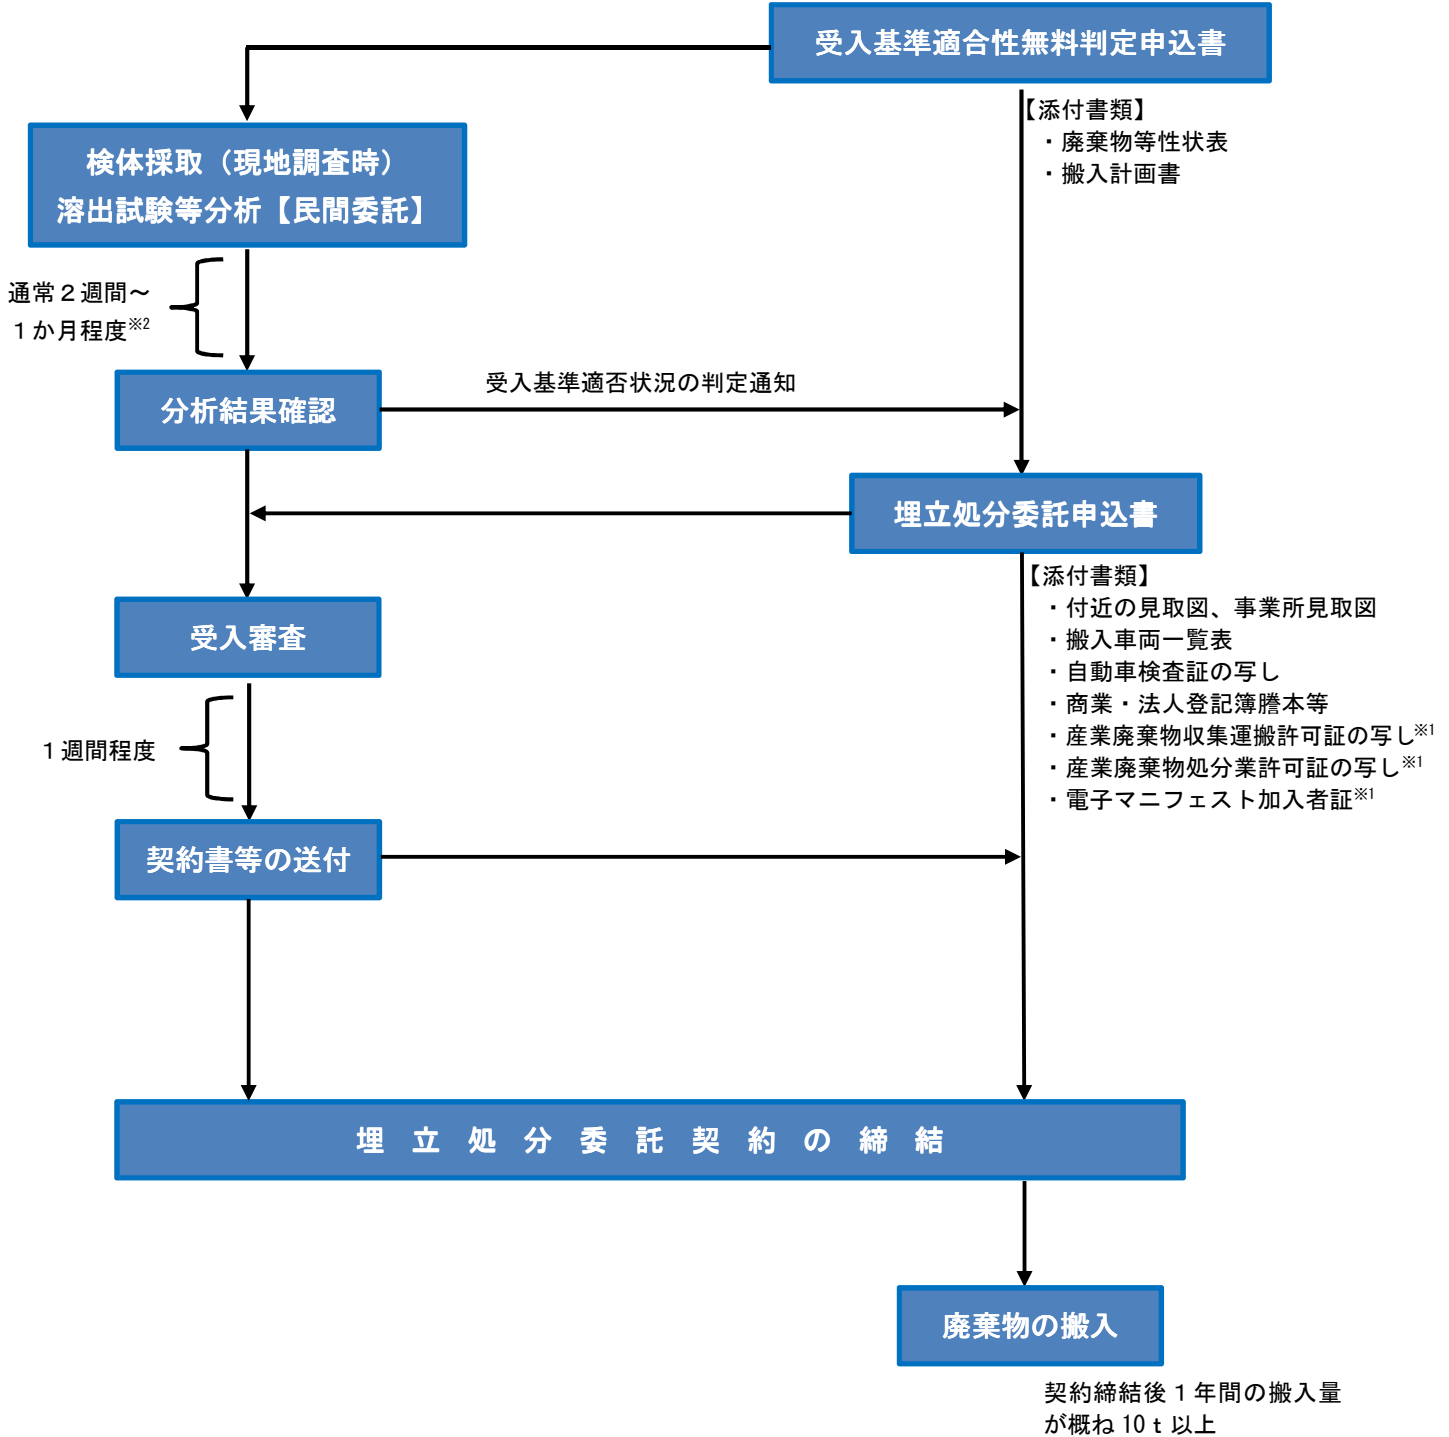 受入基準適合性無料判定申込書
【添付書類】
・廃棄物等性状表
・搬入計画書
検体採取（現地調査時）
溶出試験等分析【民間委託】
通常２週間～
１か月程度※2
分析結果確認
受入基準適否状況の判定通知
埋立処分委託申込書
【添付書類】
・付近の見取図、事業所見取図
・搬入車両一覧表
・自動車検査証の写し
・商業・法人登記簿謄本等
・産業廃棄物収集運搬許可証の写し※1
・産業廃棄物処分業許可証の写し※1
・電子マニフェスト加入者証※1
受入審査
１週間程度
契約書等の送付
埋立処分委託契約の締結
廃棄物の搬入
契約締結後１年間の搬入量
が概ね 10ｔ以上